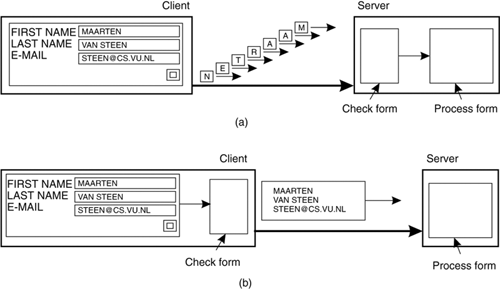 Client
Server
FIRST NAME MAARTEN
LAST NAME VAN STEEN
E-MAIL STEEN@CS.VU.NL
N E T R A A M
Check form
Process form
(a)
Client
Server
FIRST NAME MAARTEN
LAST NAME VAN STEEN
E-MAIL STEEN@CS.VU.NL
MAARTEN
VAN STEEN
STEEN@CS.VU.NL
Check form
Process form
(b)